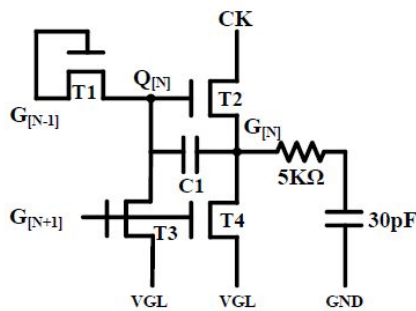 CK
Q[N]
T1
T2
G[N-1]
G[N]
C1
5KΩ
G[N+1]
T3
T4
30pF
VGL
VGL
GND